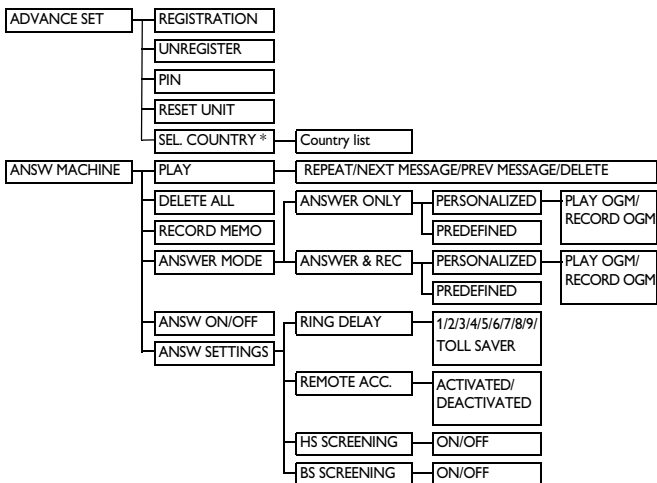 ADVANCE SET
REGISTRATION
UNREGISTER
PIN
RESET UNIT
SEL. COUNTRY *
Country list
ANSW MACHINE
PLAY
REPEAT/NEXT MESSAGE/PREV MESSAGE/DELETE
DELETE ALL
ANSWER ONLY
PERSONALIZED
PLAY OGM/
RECORD OGM
RECORD MEMO
PREDEFINED
ANSWER MODE
ANSWER & REC
PERSONALIZED
PLAY OGM/
RECORD OGM
PREDEFINED
ANSW ON/OFF
RING DELAY
1/2/3/4/5/6/7/8/9/
TOLL SAVER
ANSW SETTINGS
REMOTE ACC.
ACTIVATED/
DEACTIVATED
HS SCREENING
ON/OFF
BS SCREENING
ON/OFF